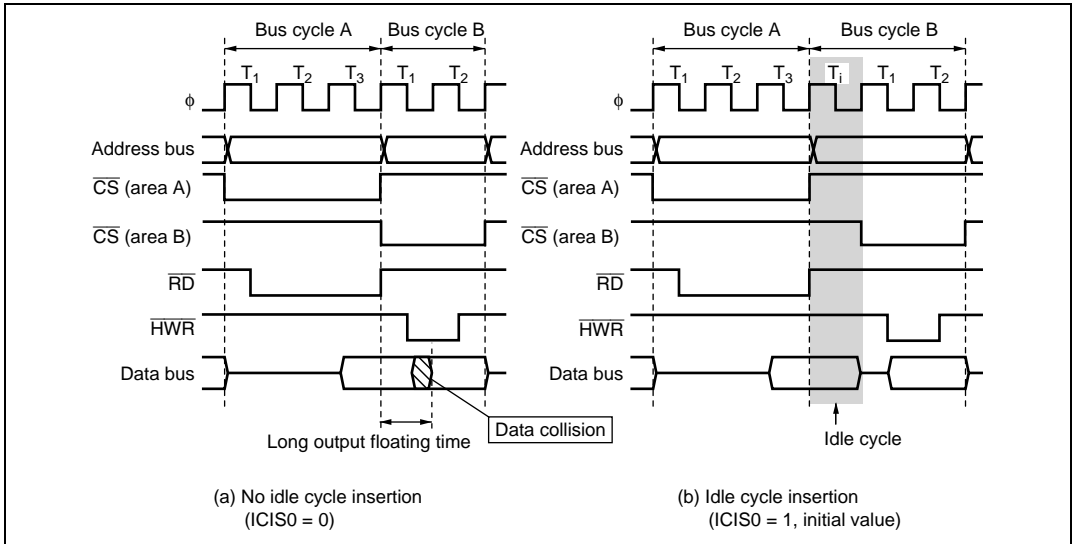 Bus cycle A Bus cycle B
T1 T2 T3 T1 T2
φ
Address bus
CS (area A)
CS (area B)
RD
HWR
Data bus
Long output floating time
Data collision
(a) No idle cycle insertion
(ICIS0 = 0)
Bus cycle A Bus cycle B
T1 T2 T3 Ti T1 T2
φ
Address bus
CS (area A)
CS (area B)
RD
HWR
Data bus
Idle cycle
(b) Idle cycle insertion
(ICIS0 = 1, initial value)